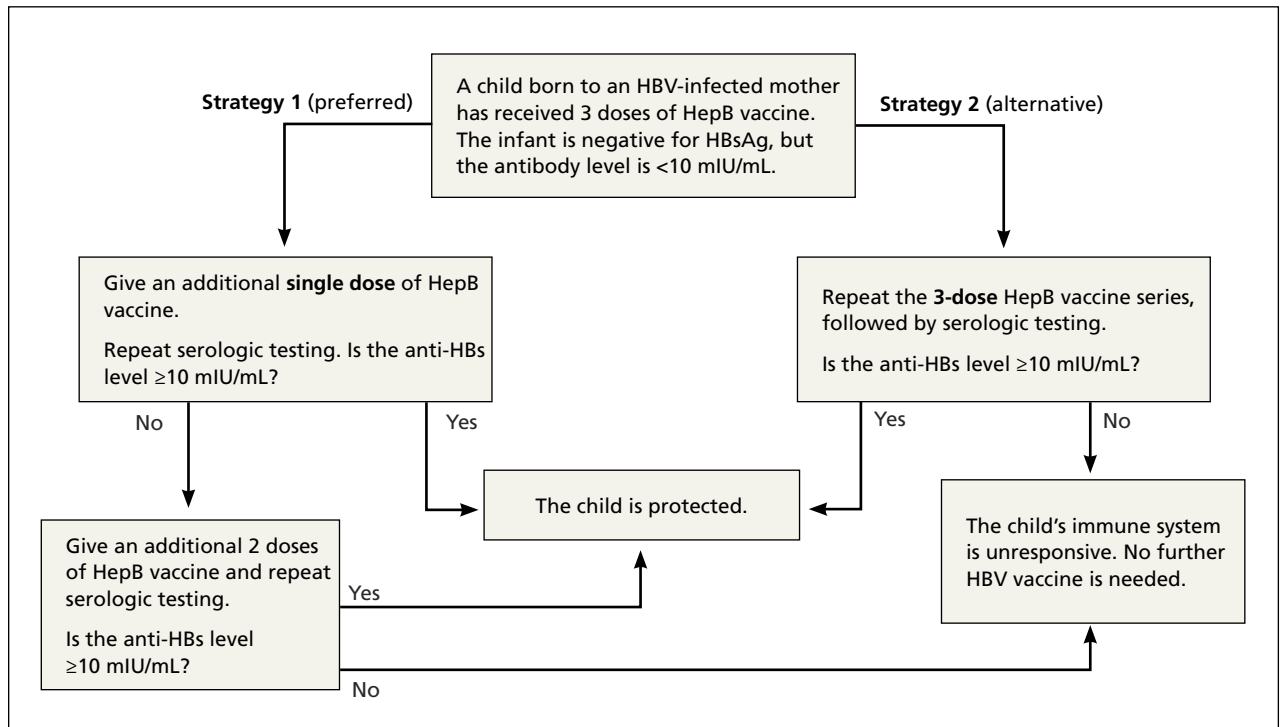 A child born to an HBV-infected mother
has received 3 doses of HepB vaccine.
The infant is negative for HBsAg, but
the antibody level is <10 mIU/mL.
Strategy 1 (preferred)
Strategy 2 (alternative)
Give an additional single dose of HepB
vaccine.
Repeat serologic testing. Is the anti-HBs
level ≥10 mIU/mL?
Repeat the 3-dose HepB vaccine series,
followed by serologic testing.
Is the anti-HBs level ≥10 mIU/mL?
No
Yes
Yes
No
The child is protected.
Give an additional 2 doses
of HepB vaccine and repeat
serologic testing.
Is the anti-HBs level
≥10 mIU/mL?
The child’s immune system
is unresponsive. No further
HBV vaccine is needed.
Yes
No